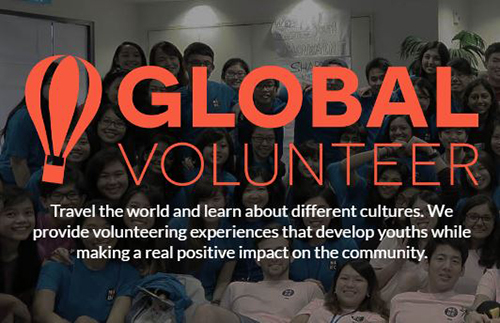 GLOBAL
VOLUNTEER
Travel the world and learn about different cultures. We
provide volunteering experiences that develop youths while
making a real positive impact on the community.